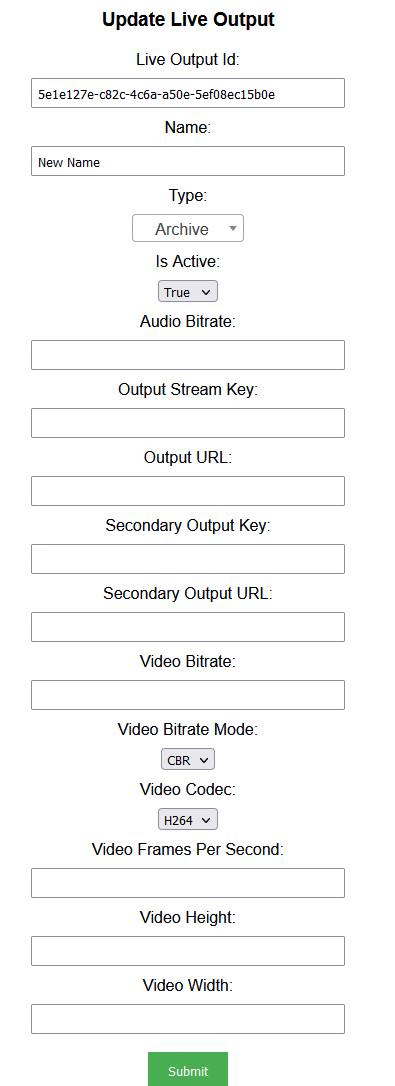 Update Live Output
Live Output Id:
5e1e127e-c82c-4c6a-a50e-5ef08ec15b0e
Name:
New Name
Type:
Archive
Is Active:
True
Audio Bitrate:
Output Stream Key:
Output URL:
Secondary Output Key:
Secondary Output URL:
Video Bitrate:
Video Bitrate Mode:
CBR
Video Codec:
H264
Video Frames Per Second:
Video Height:
Video Width:
Submit